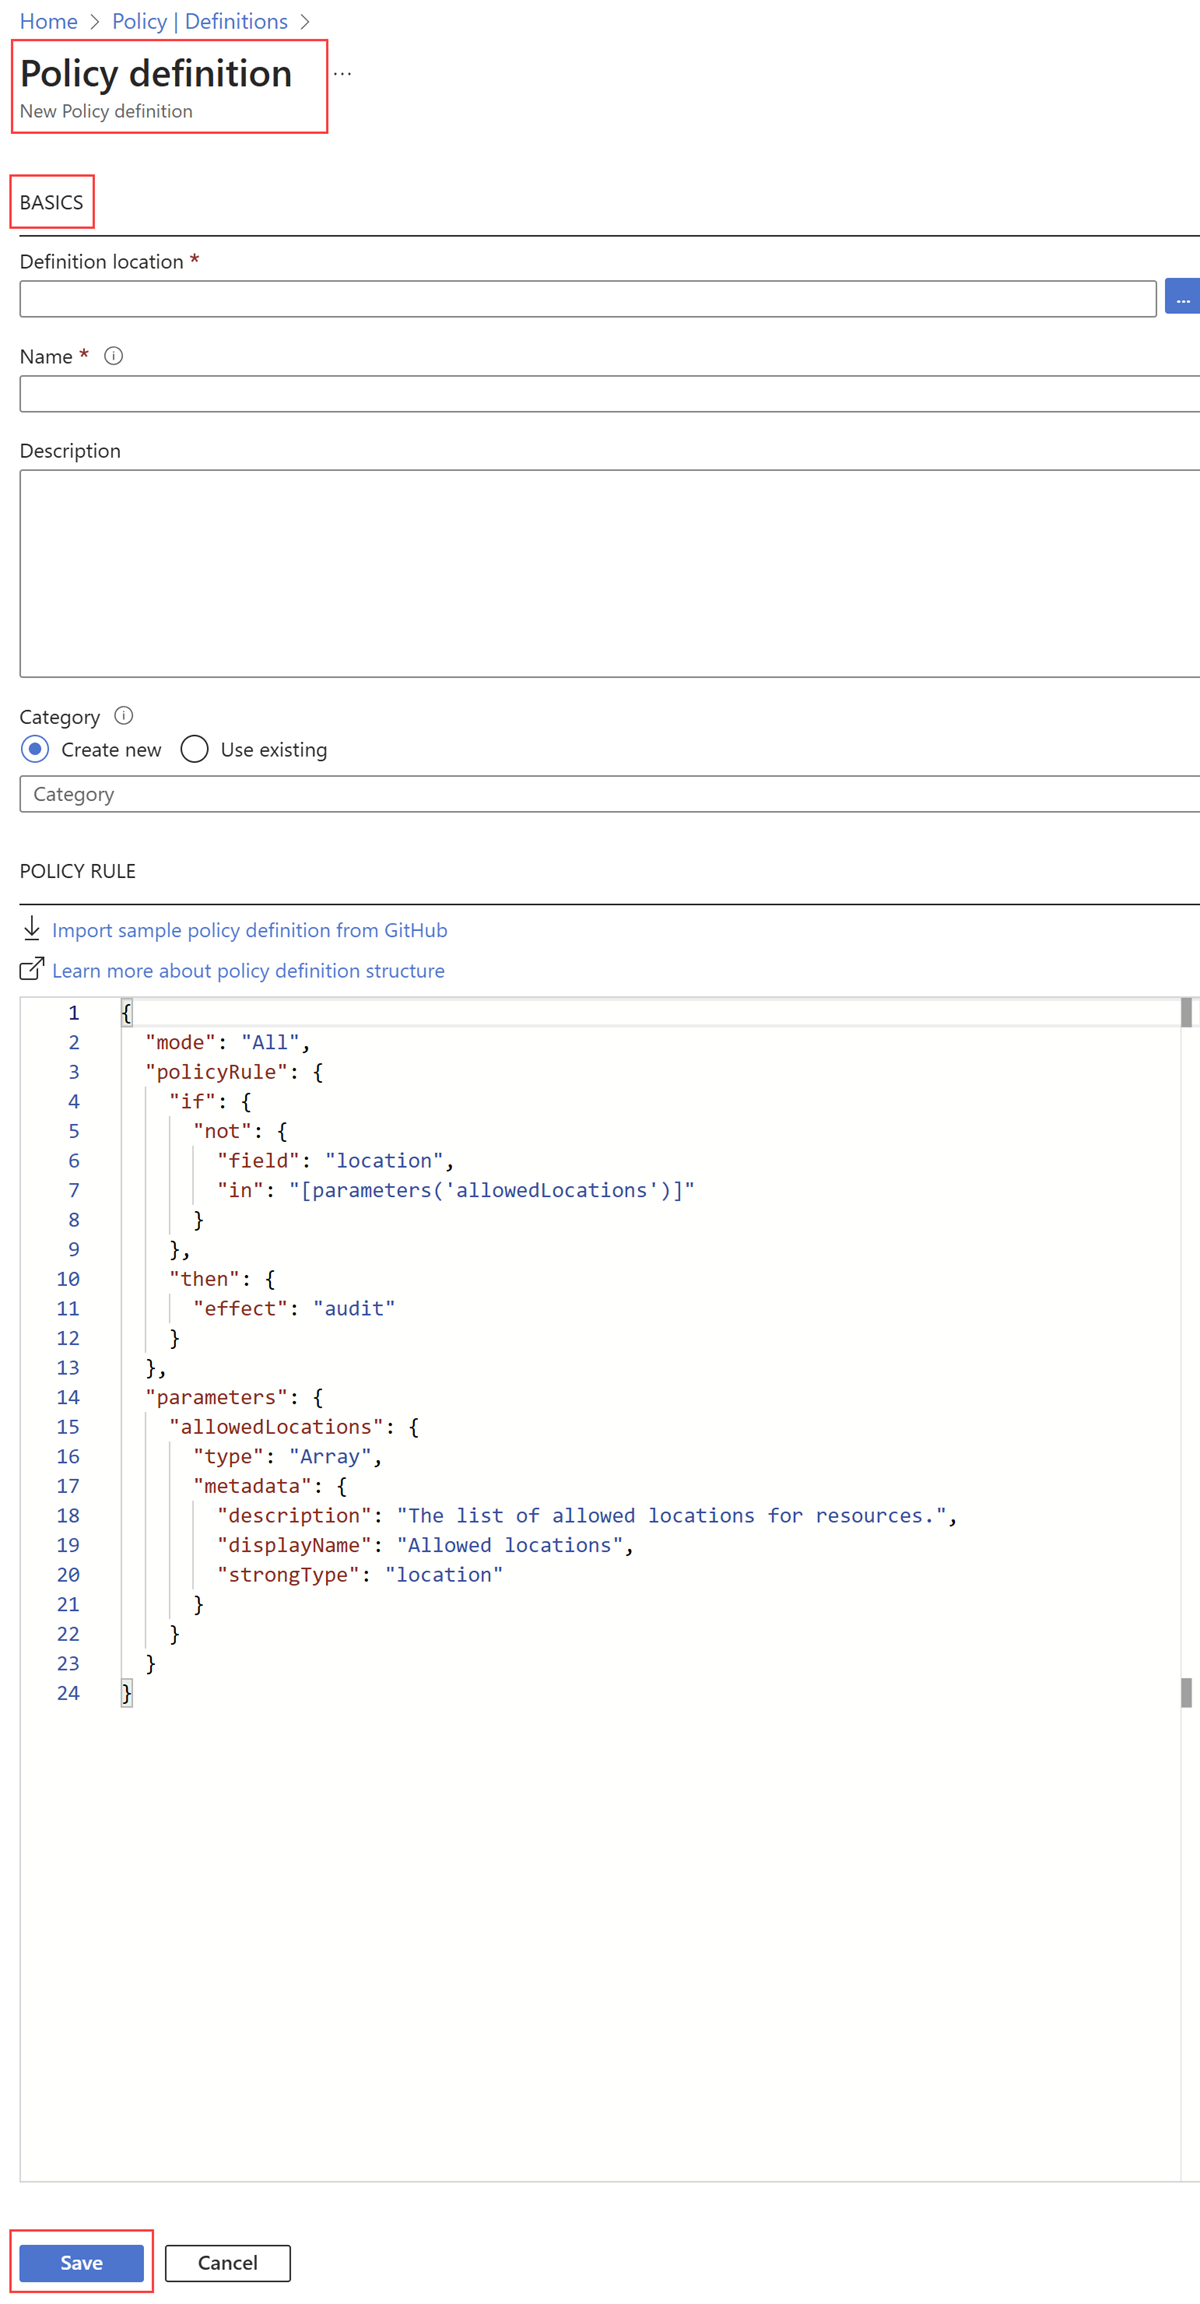 Home > Policy | Definitions >
Policy definition ...
New Policy definition
BASICS
Definition location *
...
Name *
Description
Category
Create new Use existing
Category
POLICY RULE
Import sample policy definition from GitHub
Learn more about policy definition structure
1 {
2 "mode": "All",
3 "policyRule": {
4 "if": {
5 "not": {
6 "field": "location",
7 "in": "[parameters('allowedLocations')]"
8 }
9 },
10 "then": {
11 "effect": "audit"
12 }
13 },
14 "parameters": {
15 "allowedLocations": {
16 "type": "Array",
17 "metadata": {
18 "description": "The list of allowed locations for resources.",
19 "displayName": "Allowed locations",
20 "strongType": "location"
21 }
22 }
23 }
24 }
Save Cancel